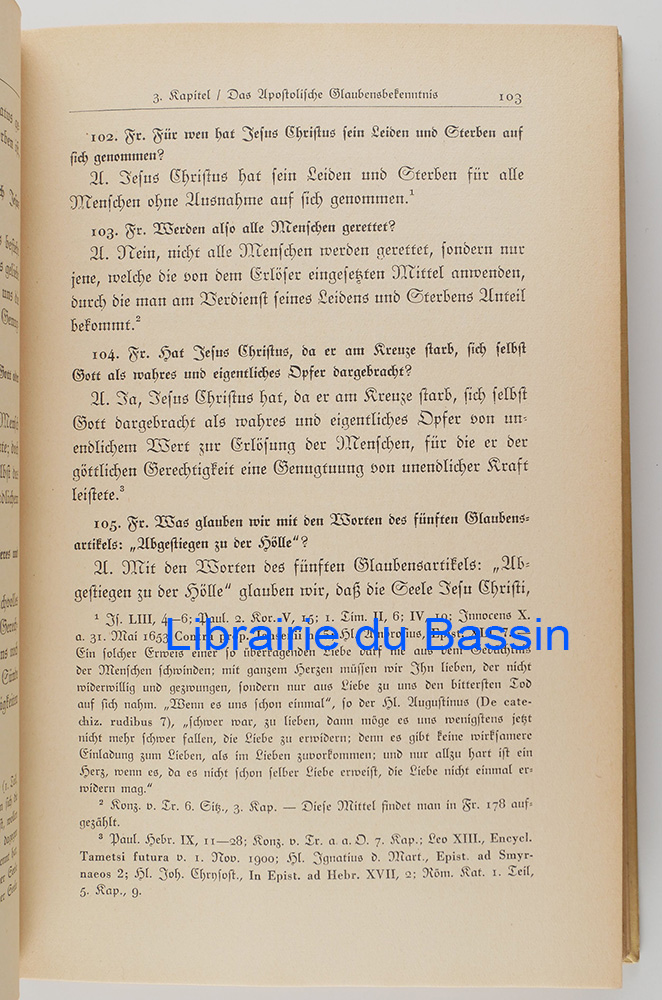 3. Kapitel / Das Apostolische Glaubensbekenntnis 103
102. Fr. Für wen hat Jesus Christus sein Leiden und Sterben auf
sich genommen?
A. Jesus Christus hat sein Leiden und Sterben für alle
Menschen ohne Ausnahme auf sich genommen.¹
103. Fr. Werden also alle Menschen gerettet?
A. Nein, nicht alle Menschen werden gerettet, sondern nur
jene, welche die von dem Erlöser eingesetzten Mittel anwenden,
durch die man am Verdienst seines Leidens und Sterbens Anteil
bekommt.²
104. Fr. Hat Jesus Christus, da er am Kreuze starb, sich selbst
Gott als wahres und eigentliches Opfer dargebracht?
A. Ja, Jesus Christus hat, da er am Kreuze starb, sich selbst
Gott dargebracht als wahres und eigentliches Opfer von un-
endlichem Wert zur Erlösung der Menschen, für die er der
göttlichen Gerechtigkeit eine Genugtuung von unendlicher Kraft
leistete.³
105. Fr. Was glauben wir mit den Worten des fünften Glaubens-
artikels: „Abgestiegen zu der Hölle“?
A. Mit den Worten des fünften Glaubensartikels: „Ab-
gestiegen zu der Hölle“ glauben wir, daß die Seele Jesu Christi,
¹ Is. LIII, 4—6; Paul. 2. Kor. V, 15; 1. Tim. II, 6; IV, 10; Innocens X.
a. 31. Mai 1653 Contra prop. Jansenii
Librairie du Bassin
Ein solcher Erweis einer so überragenden Liebe darf nie aus dem Gedächtnis
der Menschen schwinden; mit ganzem Herzen müssen wir Ihn lieben, der nicht
widerwillig und gezwungen, sondern nur aus Liebe zu uns den bittersten Tod
auf sich nahm. „Wenn es uns schon einmal“, so der Hl. Augustinus (De cate-
chiz. rudibus 7), „schwer war, zu lieben, dann möge es uns wenigstens jetzt
nicht mehr schwer fallen, die Liebe zu erwidern; denn es gibt keine wirksamere
Einladung zum Lieben, als im Lieben zuvorkommen; und nur allzu hart ist ein
Herz, wenn es, da es nicht schon selber Liebe erweist, die Liebe nicht einmal er-
widern mag.“
² Konz. v. Tr. 6. Sitz., 3. Kap. — Diese Mittel findet man in Fr. 178 auf-
gezählt.
³ Paul. Hebr. IX, 11—28; Konz. v. Tr. a. a. O. 7. Kap.; Leo XIII., Encycl.
Tametsi futura v. 1. Nov. 1900; Hl. Ignatius d. Mart., Epist. ad Smyr-
naeos 2; Hl. Joh. Chrysost., In Epist. ad Hebr. XVII, 2; Röm. Kat. 1. Teil,
5. Kap., 9.